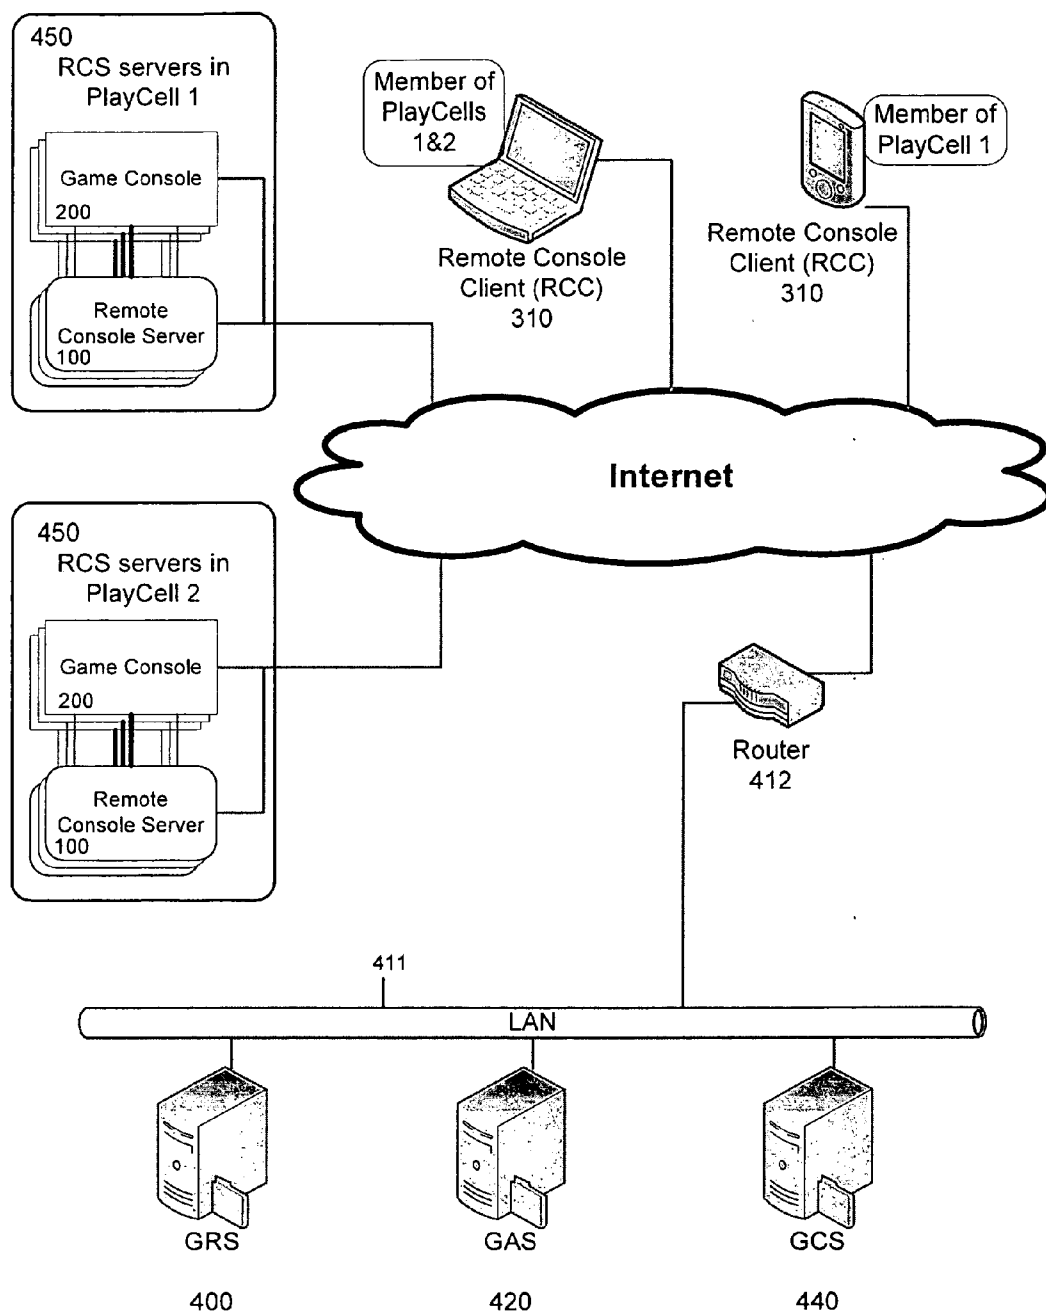 450
RCS servers in
PlayCell 1
Game Console
200
Remote
Console Server
100
Member of
PlayCells
1&2
Remote Console
Client (RCC)
310
Member of
PlayCell 1
Remote Console
Client (RCC)
310
Internet
450
RCS servers in
PlayCell 2
Game Console
200
Remote
Console Server
100
Router
412
411
LAN
GRS
400
GAS
420
GCS
440